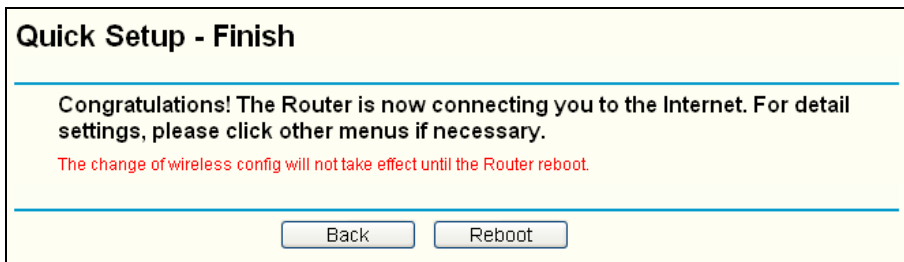 Quick Setup - Finish
Congratulations! The Router is now connecting you to the Internet. For detail
settings, please click other menus if necessary.
The change of wireless config will not take effect until the Router reboot.
Back Reboot